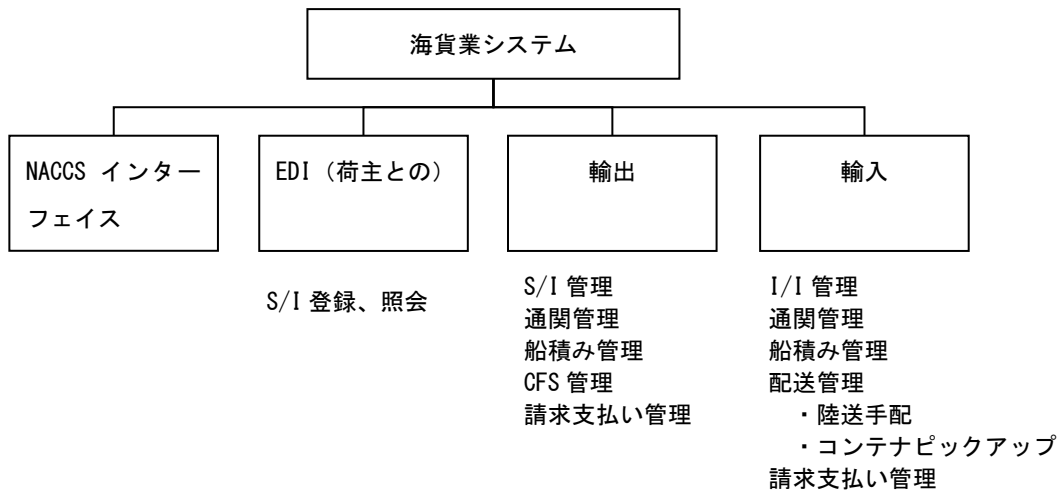 海貨業システム
NACCS インター
フェイス
EDI（荷主との）
輸出
輸入
S/I 登録、照会
S/I 管理
通関管理
船積み管理
CFS 管理
請求支払い管理
I/I 管理
通関管理
船積み管理
配送管理
・陸送手配
・コンテナピックアップ
請求支払い管理